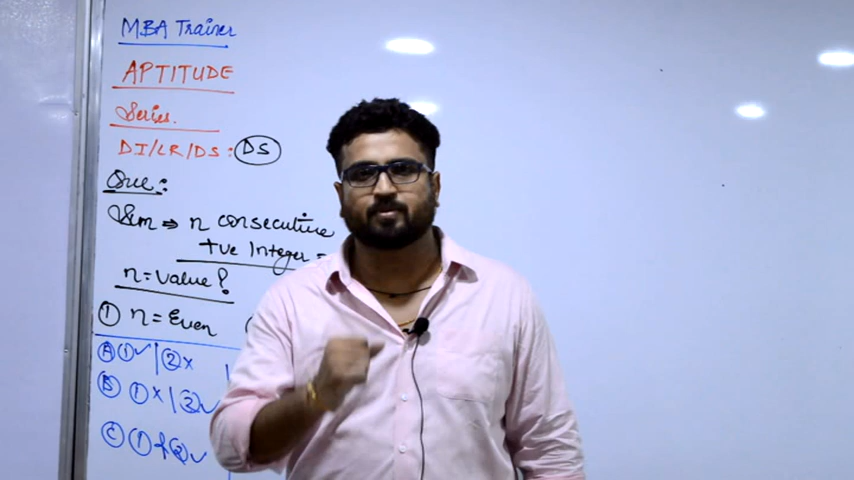 MBA Trainer
APTITUDE
Series.
DI/LR/DS: DS
Que:
Sum ⇒ n consecutive
+ve Integer =
n = value?
① n = Even
Ⓐ ①✓ | ②×
Ⓑ ①× | ②✓
Ⓒ ① & ②✓